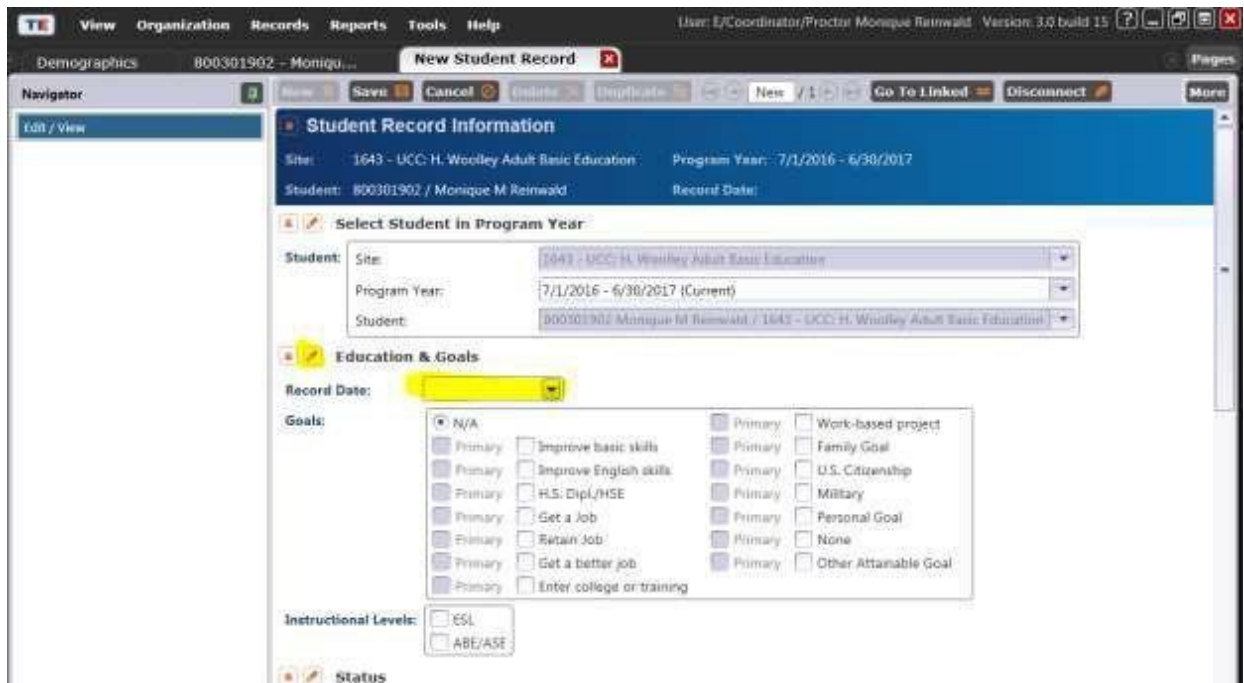 TE View Organization Records Reports Tools Help User: E/Coordinator/Proctor Monique Reinwald Version: 3.0 build 15 ?
Demographics 800301902 - Moniqu... New Student Record Pages
Navigator New Save Cancel Delete Duplicate New / 1 Go To Linked Disconnect More
Edit / View
Student Record Information
Site: 1643 - UCC: H. Woolley Adult Basic Education Program Year: 7/1/2016 - 6/30/2017
Student: 800301902 / Monique M Reinwald Record Date:
Select Student in Program Year
Student: Site: 1643 - UCC: H. Woolley Adult Basic Education
Program Year: 7/1/2016 - 6/30/2017 (Current)
Student: 800301902 Monique M Reinwald / 1643 - UCC: H. Woolley Adult Basic Education
Education & Goals
Record Date:
Goals: N/A Primary Work-based project
Primary Improve basic skills Primary Family Goal
Primary Improve English skills Primary U.S. Citizenship
Primary H.S. Dipl./HSE Primary Military
Primary Get a Job Primary Personal Goal
Primary Retain Job Primary None
Primary Get a better job Primary Other Attainable Goal
Primary Enter college or training
Instructional Levels: ESL
ABE/ASE
Status